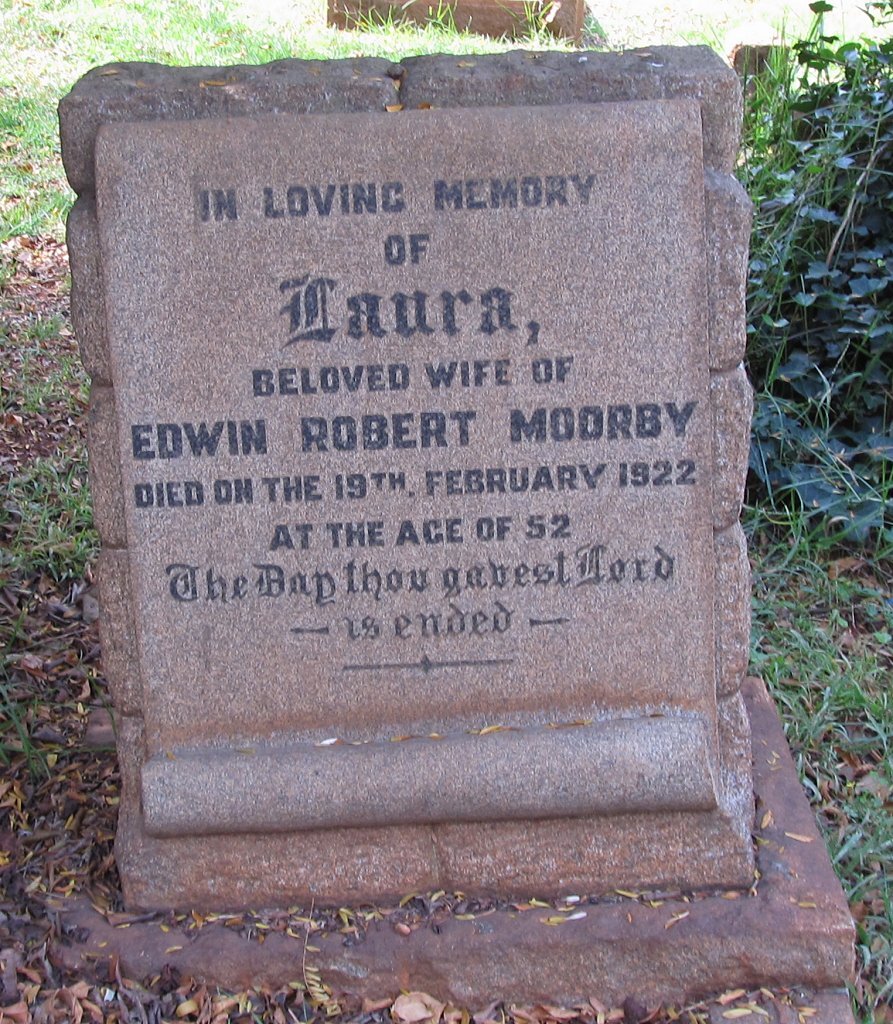 IN LOVING MEMORY
OF
Laura,
BELOVED WIFE OF
EDWIN ROBERT MOORBY
DIED ON THE 19TH. FEBRUARY 1922
AT THE AGE OF 52
The Day thou gavest Lord
— is ended —